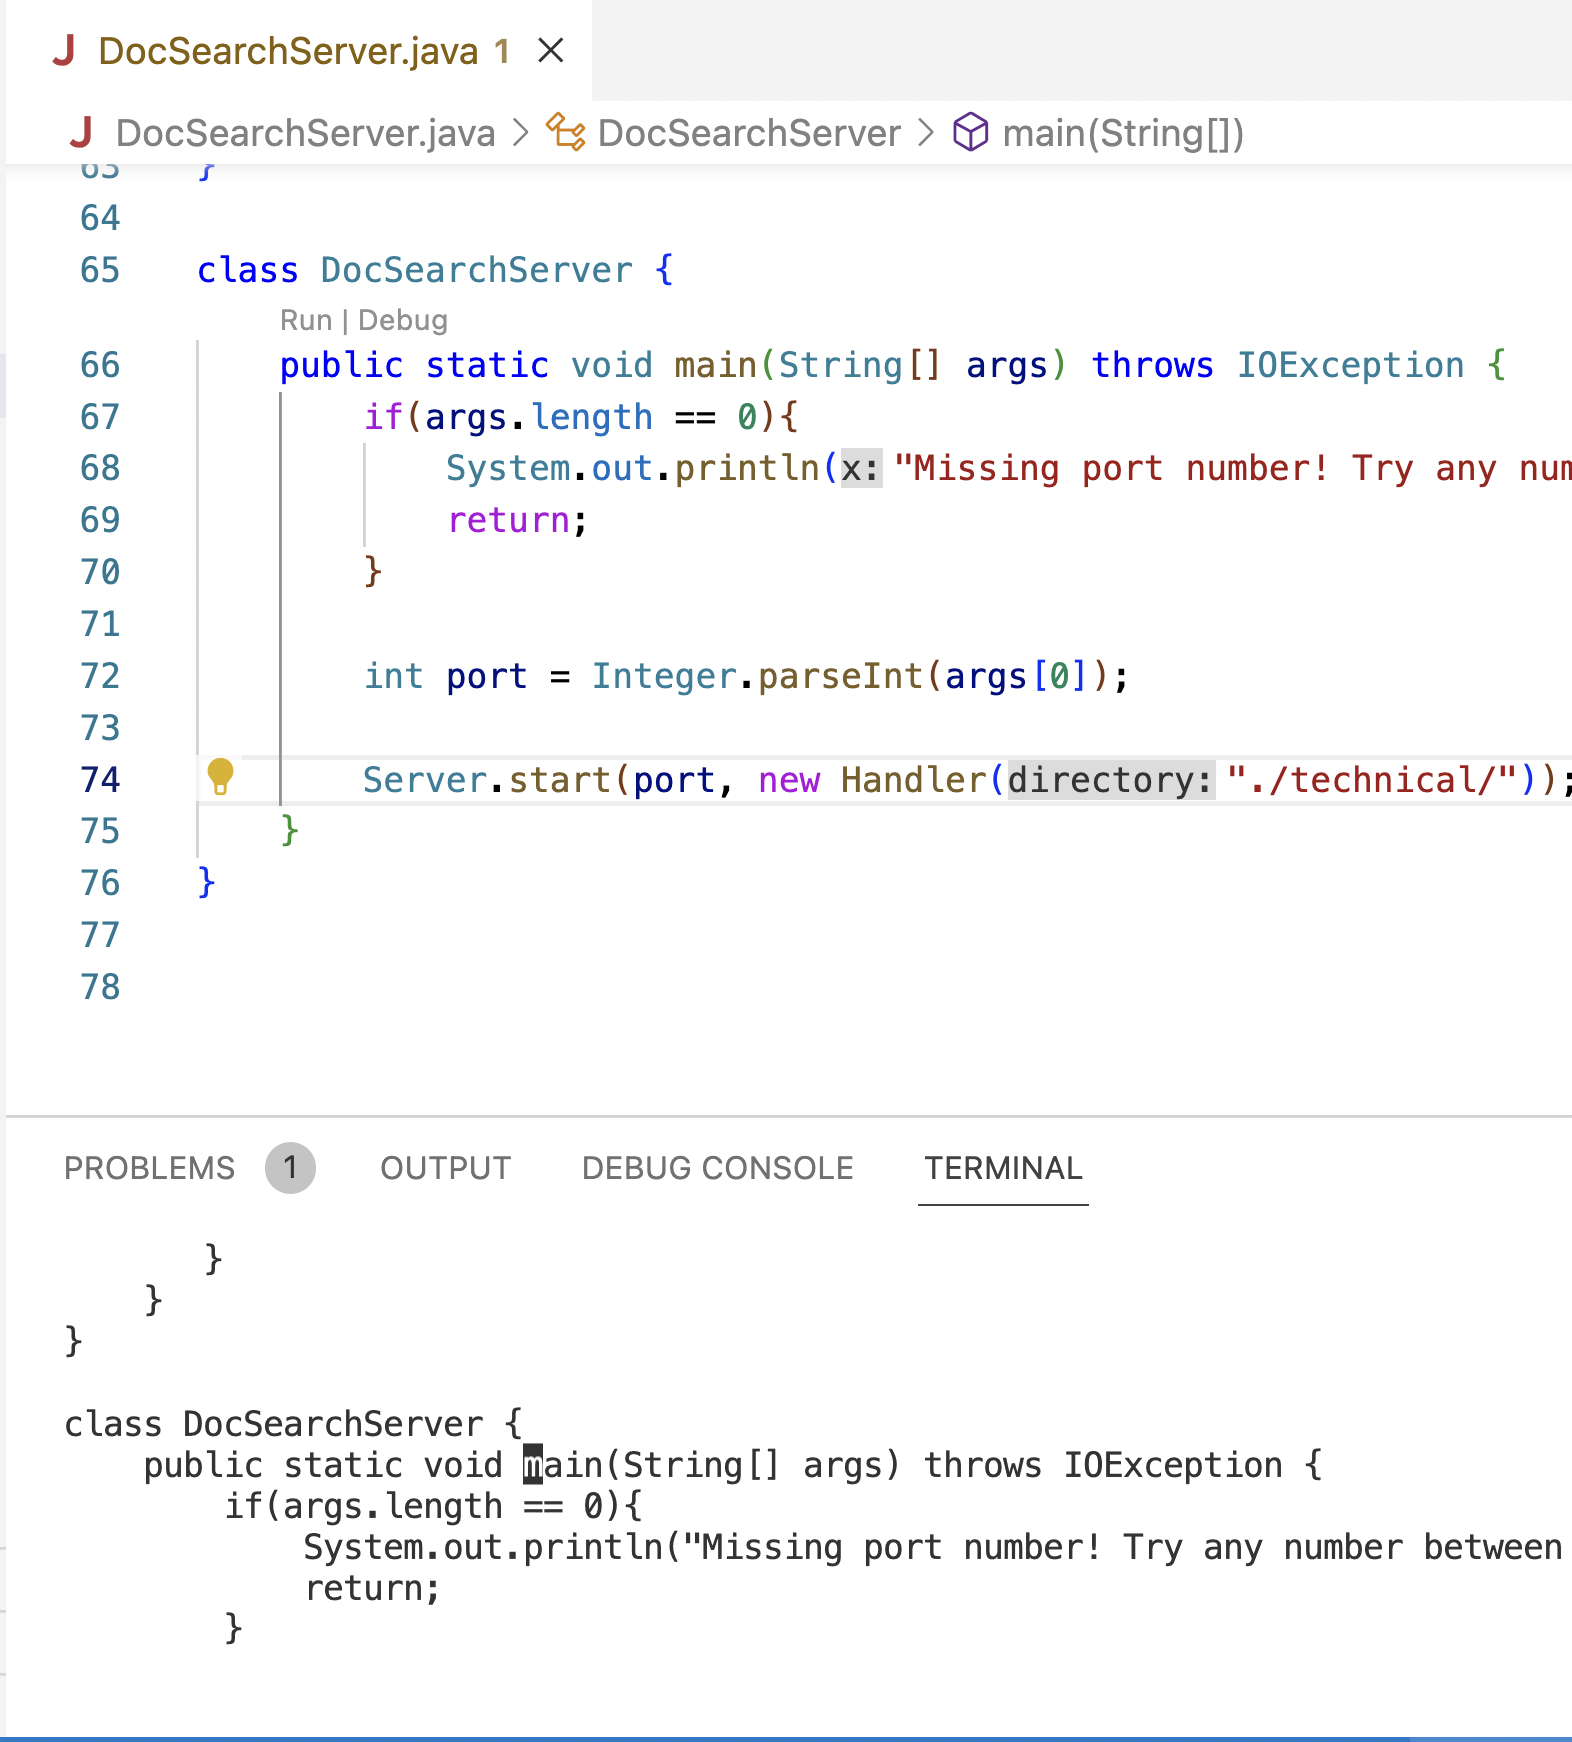 DocSearchServer.java 1
DocSearchServer.java > DocSearchServer > main(String[])
63 }
64
65 class DocSearchServer {
Run | Debug
66 public static void main(String[] args) throws IOException {
67 if(args.length == 0){
68 System.out.println(x: "Missing port number! Try any num
69 return;
70 }
71
72 int port = Integer.parseInt(args[0]);
73
74 Server.start(port, new Handler(directory: "./technical/"));
75 }
76 }
77
78
PROBLEMS 1 OUTPUT DEBUG CONSOLE TERMINAL
}
}
}
class DocSearchServer {
public static void main(String[] args) throws IOException {
if(args.length == 0){
System.out.println("Missing port number! Try any number between
return;
}